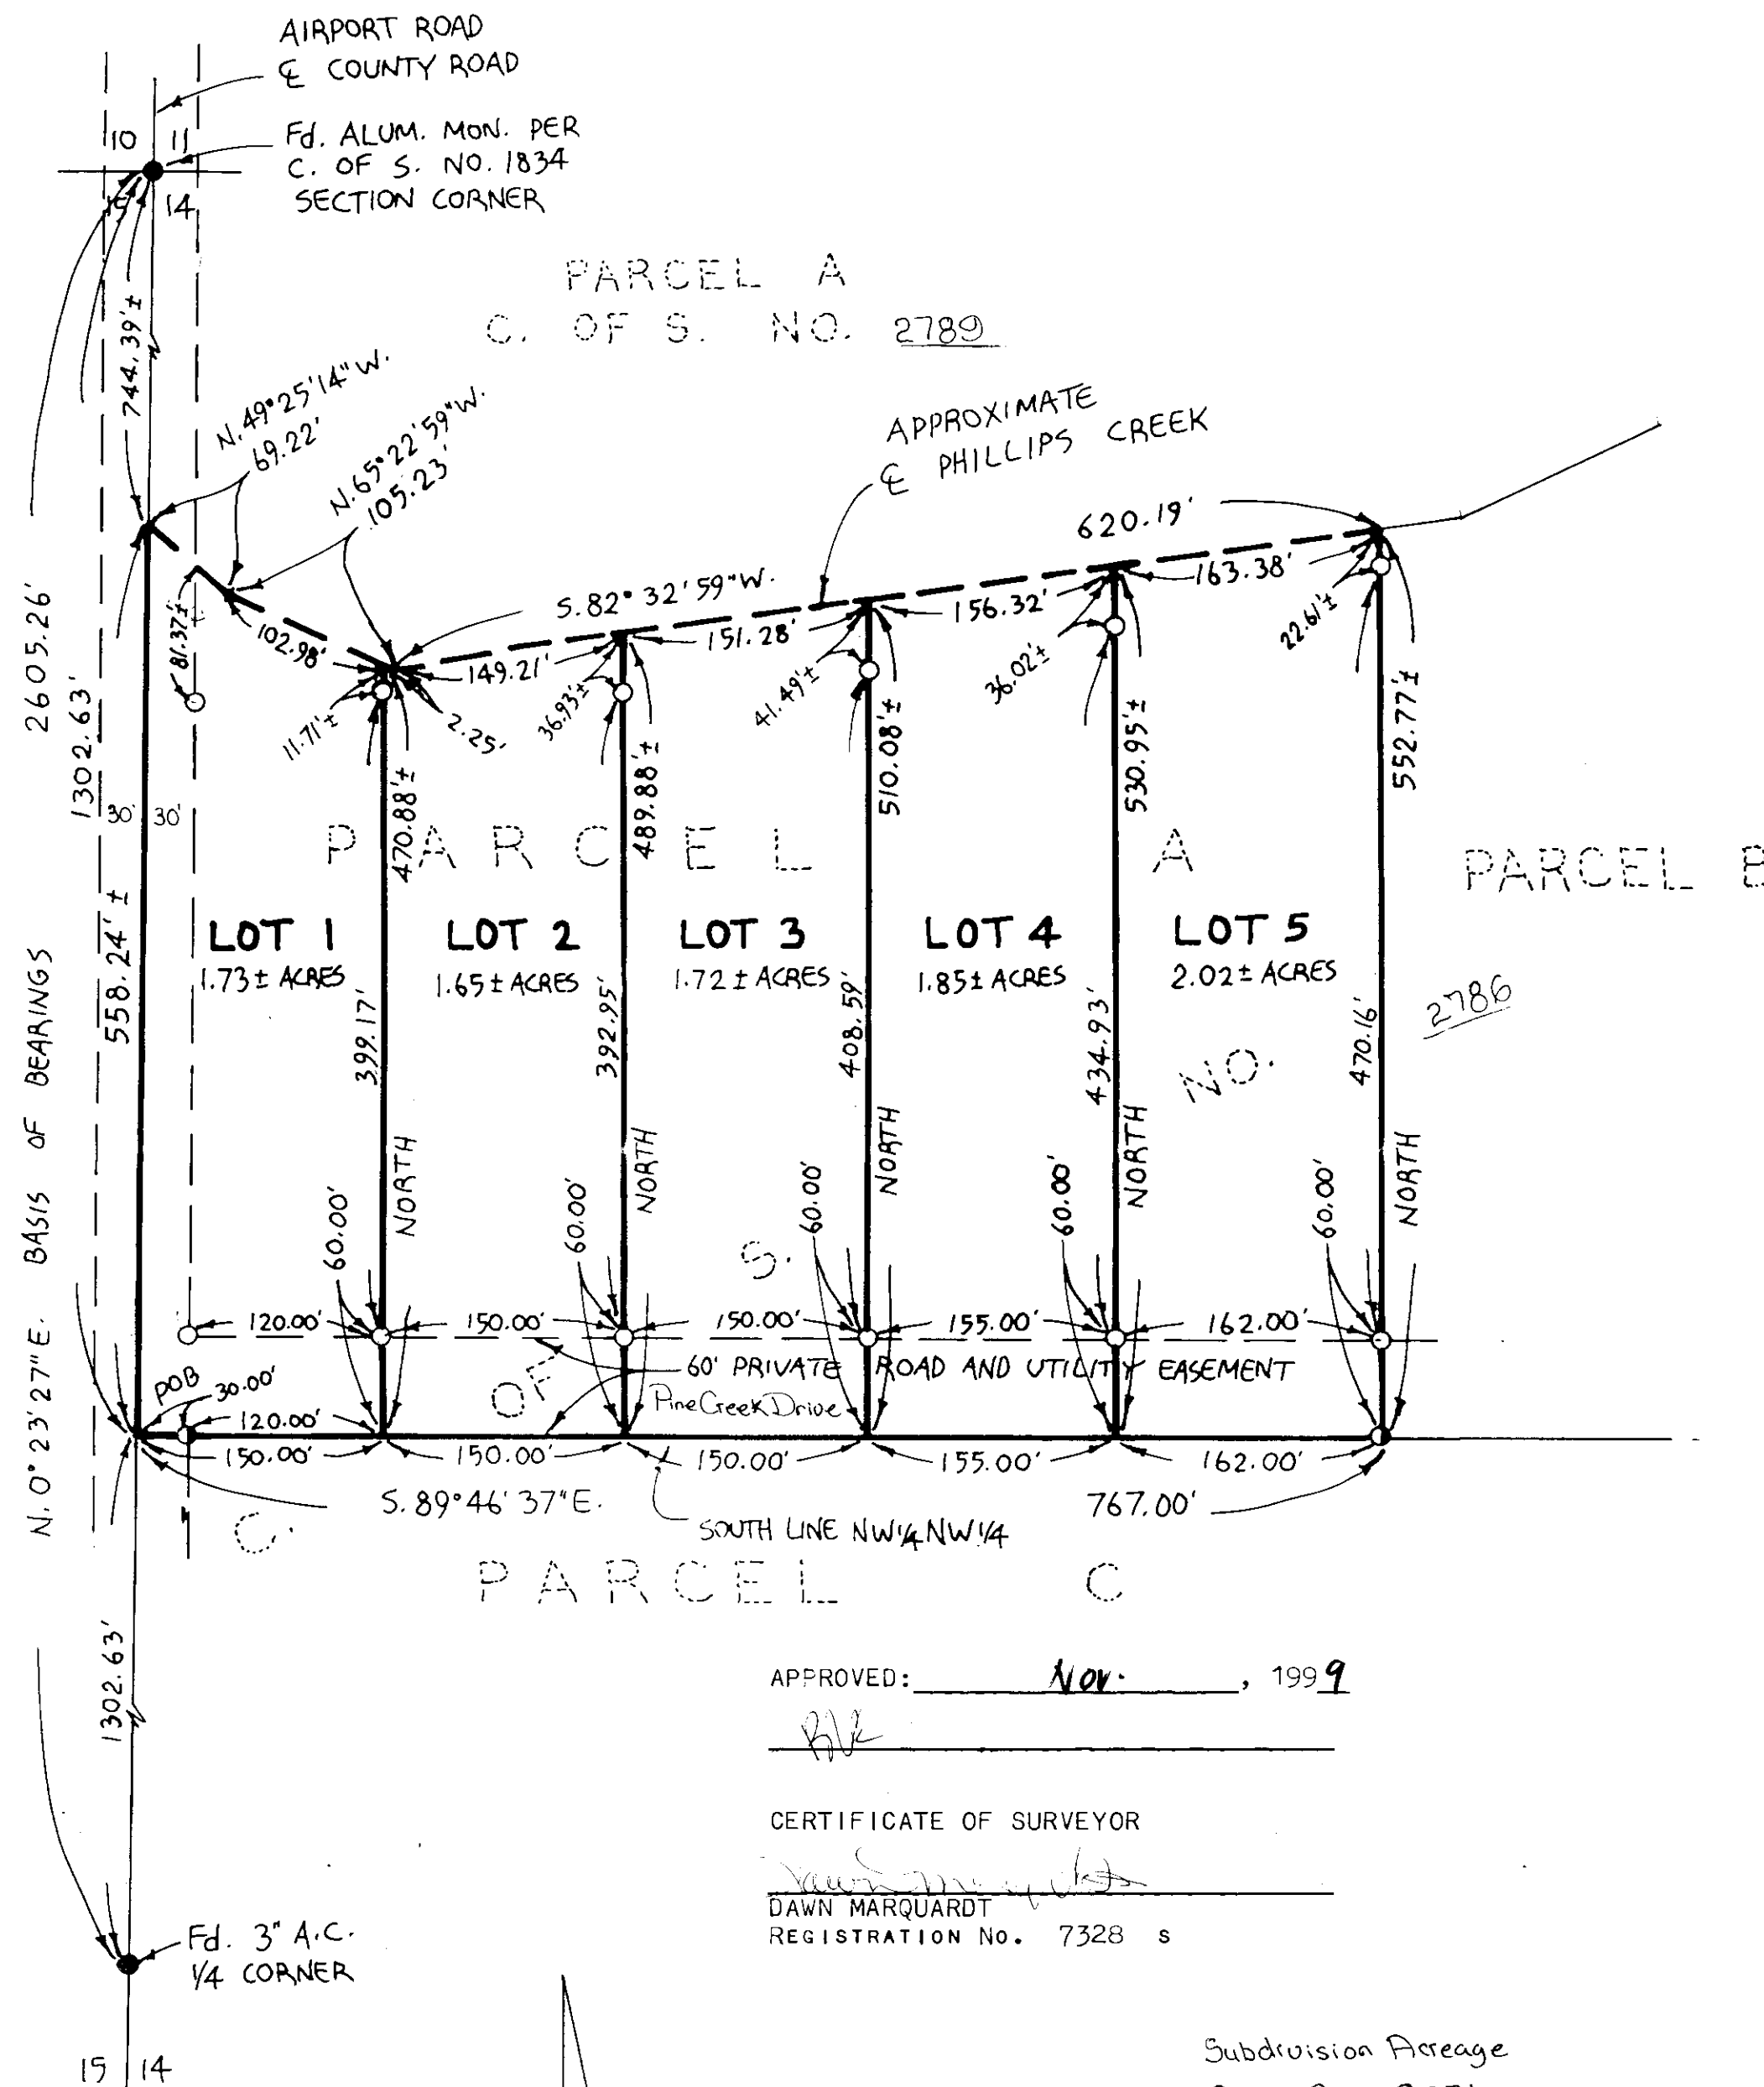 AIRPORT ROAD
℄ COUNTY ROAD
10 11
Fd. ALUM. MON. PER
C. OF S. NO. 1834
SECTION CORNER
15 14
PARCEL A
C. OF S. NO. 2789
744.39'±
N. 49°25'14" W.
69.22'
N. 65°22'59" W.
105.23'
APPROXIMATE
℄ PHILLIPS CREEK
620.19'
S. 82° 32' 59" W.
163.38'
156.32'
151.28'
149.21'
102.98'
81.37'±
11.71'±
2.25'
36.93'±
41.49'±
36.02'±
22.61'±
2605.26'
1302.63'
30' 30'
558.24' ±
470.88'±
489.88'±
510.08'±
530.95'±
552.77'±
PARCEL A
PARCEL B
LOT 1
1.73± ACRES
LOT 2
1.65± ACRES
LOT 3
1.72± ACRES
LOT 4
1.85± ACRES
LOT 5
2.02± ACRES
2786
399.17'
392.95'
408.59'
434.93'
470.16'
NORTH
NORTH
NORTH
NORTH
NORTH
C. OF S. NO.
N. 0° 23' 27" E. BASIS OF BEARINGS
60.00'
60.00'
60.00'
60.00'
60.00'
120.00'
150.00'
150.00'
155.00'
162.00'
60' PRIVATE ROAD AND UTILITY EASEMENT
Pine Creek Drive
POB
30.00'
120.00'
150.00'
150.00'
150.00'
155.00'
162.00'
S. 89°46' 37" E.
767.00'
SOUTH LINE NW 1/4 NW 1/4
PARCEL C
1302.63'
APPROVED: Nov. , 1999
CERTIFICATE OF SURVEYOR
DAWN MARQUARDT
REGISTRATION No. 7328 S
Fd. 3" A.C.
1/4 CORNER
15 14
Subdivision Acreage